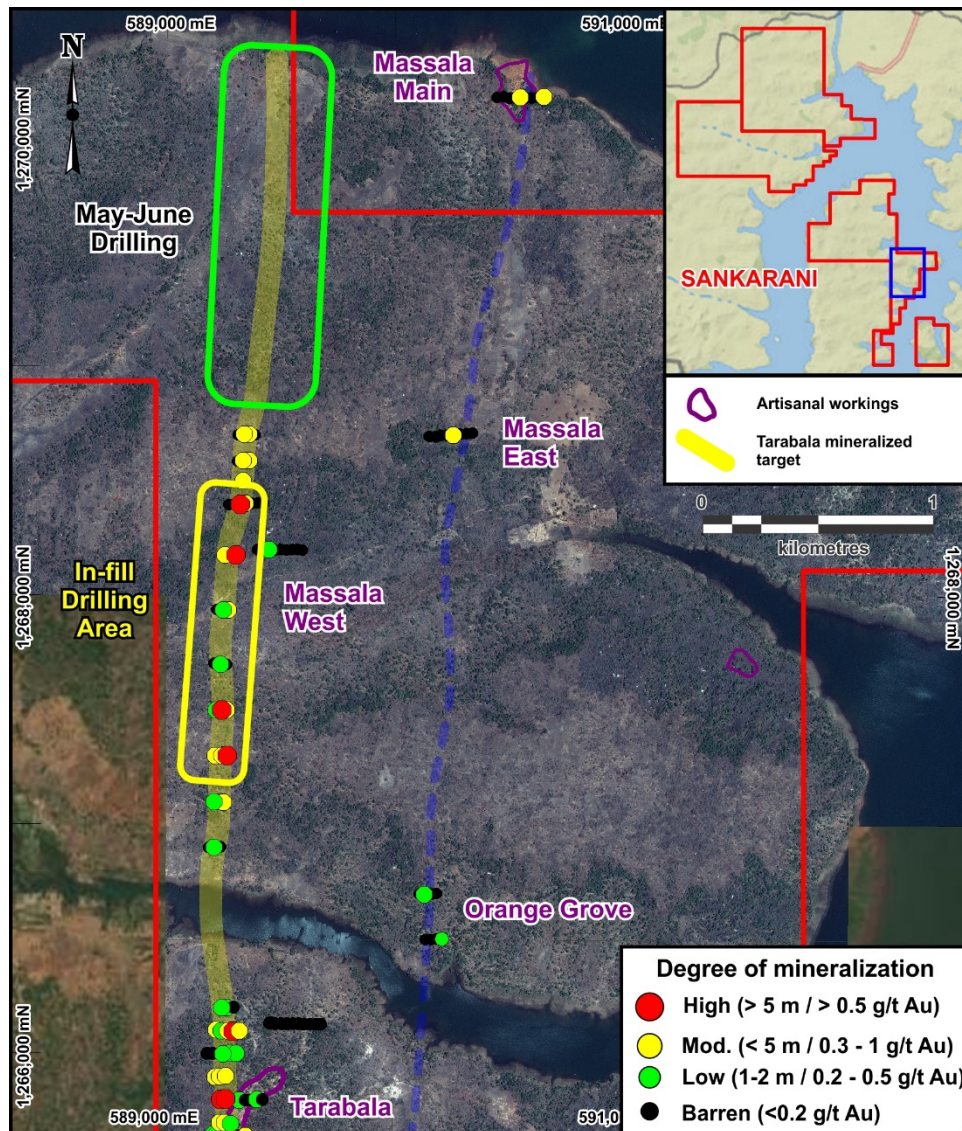 589,000 mE
591,000 mE
N
1,270,000 mN
Massala
Main
May-June
Drilling
SANKARANI
Artisanal workings
Tarabala mineralized
target
0
1
kilometres
Massala
East
In-fill
Drilling
Area
Massala
West
1,268,000 mN
1,268,000 mN
Orange Grove
1,266,000 mN
Tarabala
589,000 mE
591,0
Degree of mineralization
High (> 5 m / > 0.5 g/t Au)
Mod. (< 5 m / 0.3 - 1 g/t Au)
Low (1-2 m / 0.2 - 0.5 g/t Au)
Barren (<0.2 g/t Au)